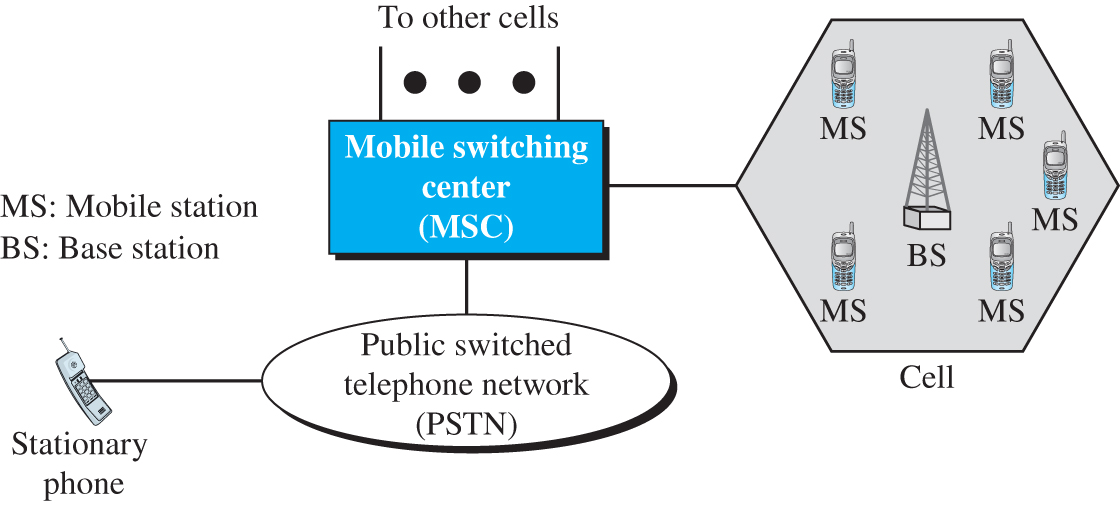 To other cells
Mobile switching
center
(MSC)
MS: Mobile station
BS: Base station
MS
MS
MS
BS
MS
MS
Cell
Public switched
telephone network
(PSTN)
Stationary
phone